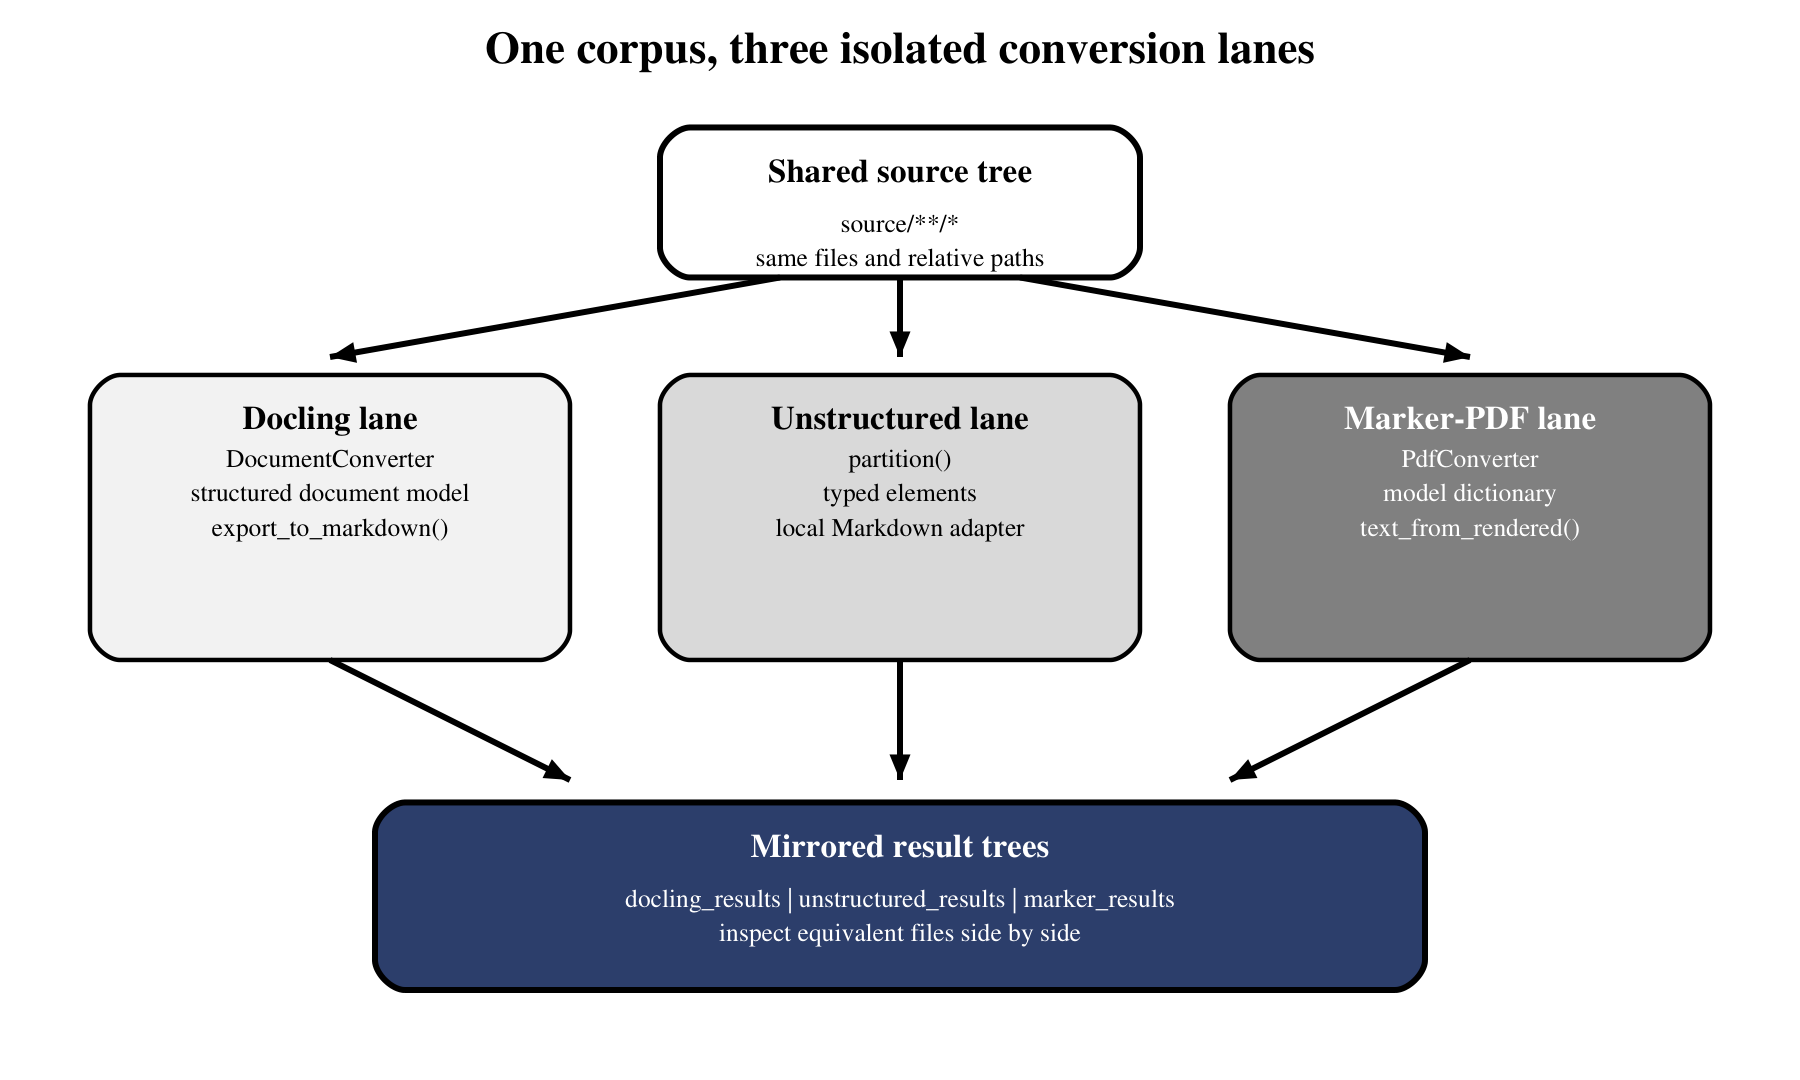 One corpus, three isolated conversion lanes
Shared source tree
source/**/*
same files and relative paths
Docling lane
DocumentConverter
structured document model
export_to_markdown()
Unstructured lane
partition()
typed elements
local Markdown adapter
Marker-PDF lane
PdfConverter
model dictionary
text_from_rendered()
Mirrored result trees
docling_results | unstructured_results | marker_results
inspect equivalent files side by side